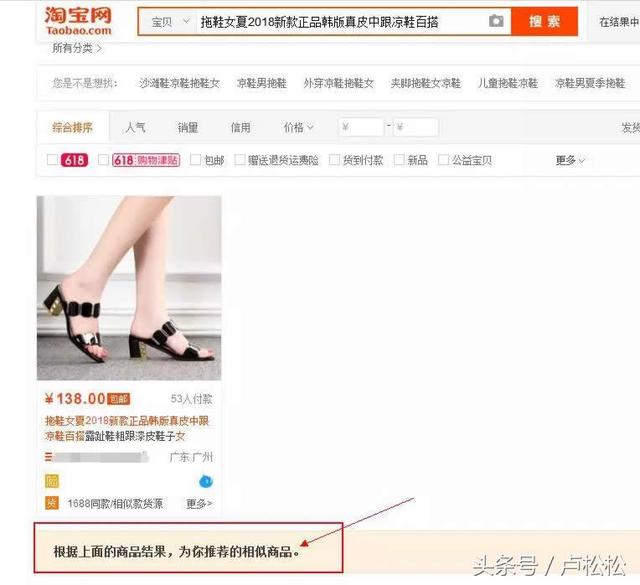 淘宝网
Taobao.com
宝贝
拖鞋女夏2018新款正品韩版真皮中跟凉鞋百搭
搜索
在结果中
所有分类 >
您是不是想找：
沙滩鞋凉鞋拖鞋女
凉鞋男拖鞋
外穿凉鞋拖鞋女
夹脚拖鞋女凉鞋
儿童拖鞋凉鞋
凉鞋男夏季拖鞋
综合排序
人气
销量
信用
价格
¥
-
¥
发货
618
618购物津贴
包邮
赠送退货运费险
货到付款
新品
公益宝贝
更多
¥138.00
包邮
53人付款
拖鞋女夏2018新款正品韩版真皮中跟
凉鞋百搭露趾鞋粗跟漆皮鞋子女
广东 广州
货
1688同款/相似款货源
更多>
根据上面的商品结果，为你推荐的相似商品。
头条号／卢松松